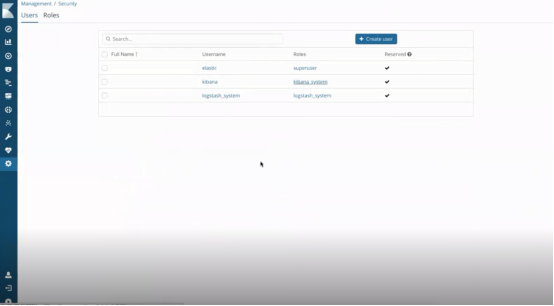 Management / Security
Users Roles
Search...
+ Create user
Full Name Username Roles Reserved
elastic superuser
kibana kibana_system
logstash_system logstash_system